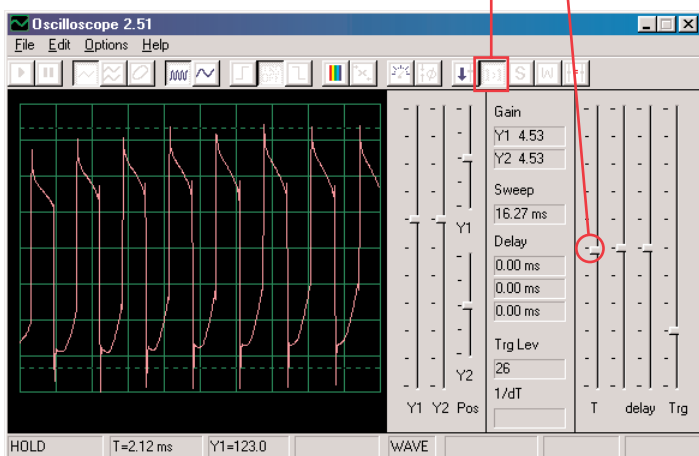 Oscilloscope 2.51
File Edit Options Help
1:1 S W
Gain
Y1 4.53
Y2 4.53
Sweep
16.27 ms
Y1
Delay
0.00 ms
0.00 ms
0.00 ms
Trg Lev
Y2
26
1/dT
Y1 Y2 Pos
T delay Trg
HOLD T=2.12 ms Y1=123.0 WAVE